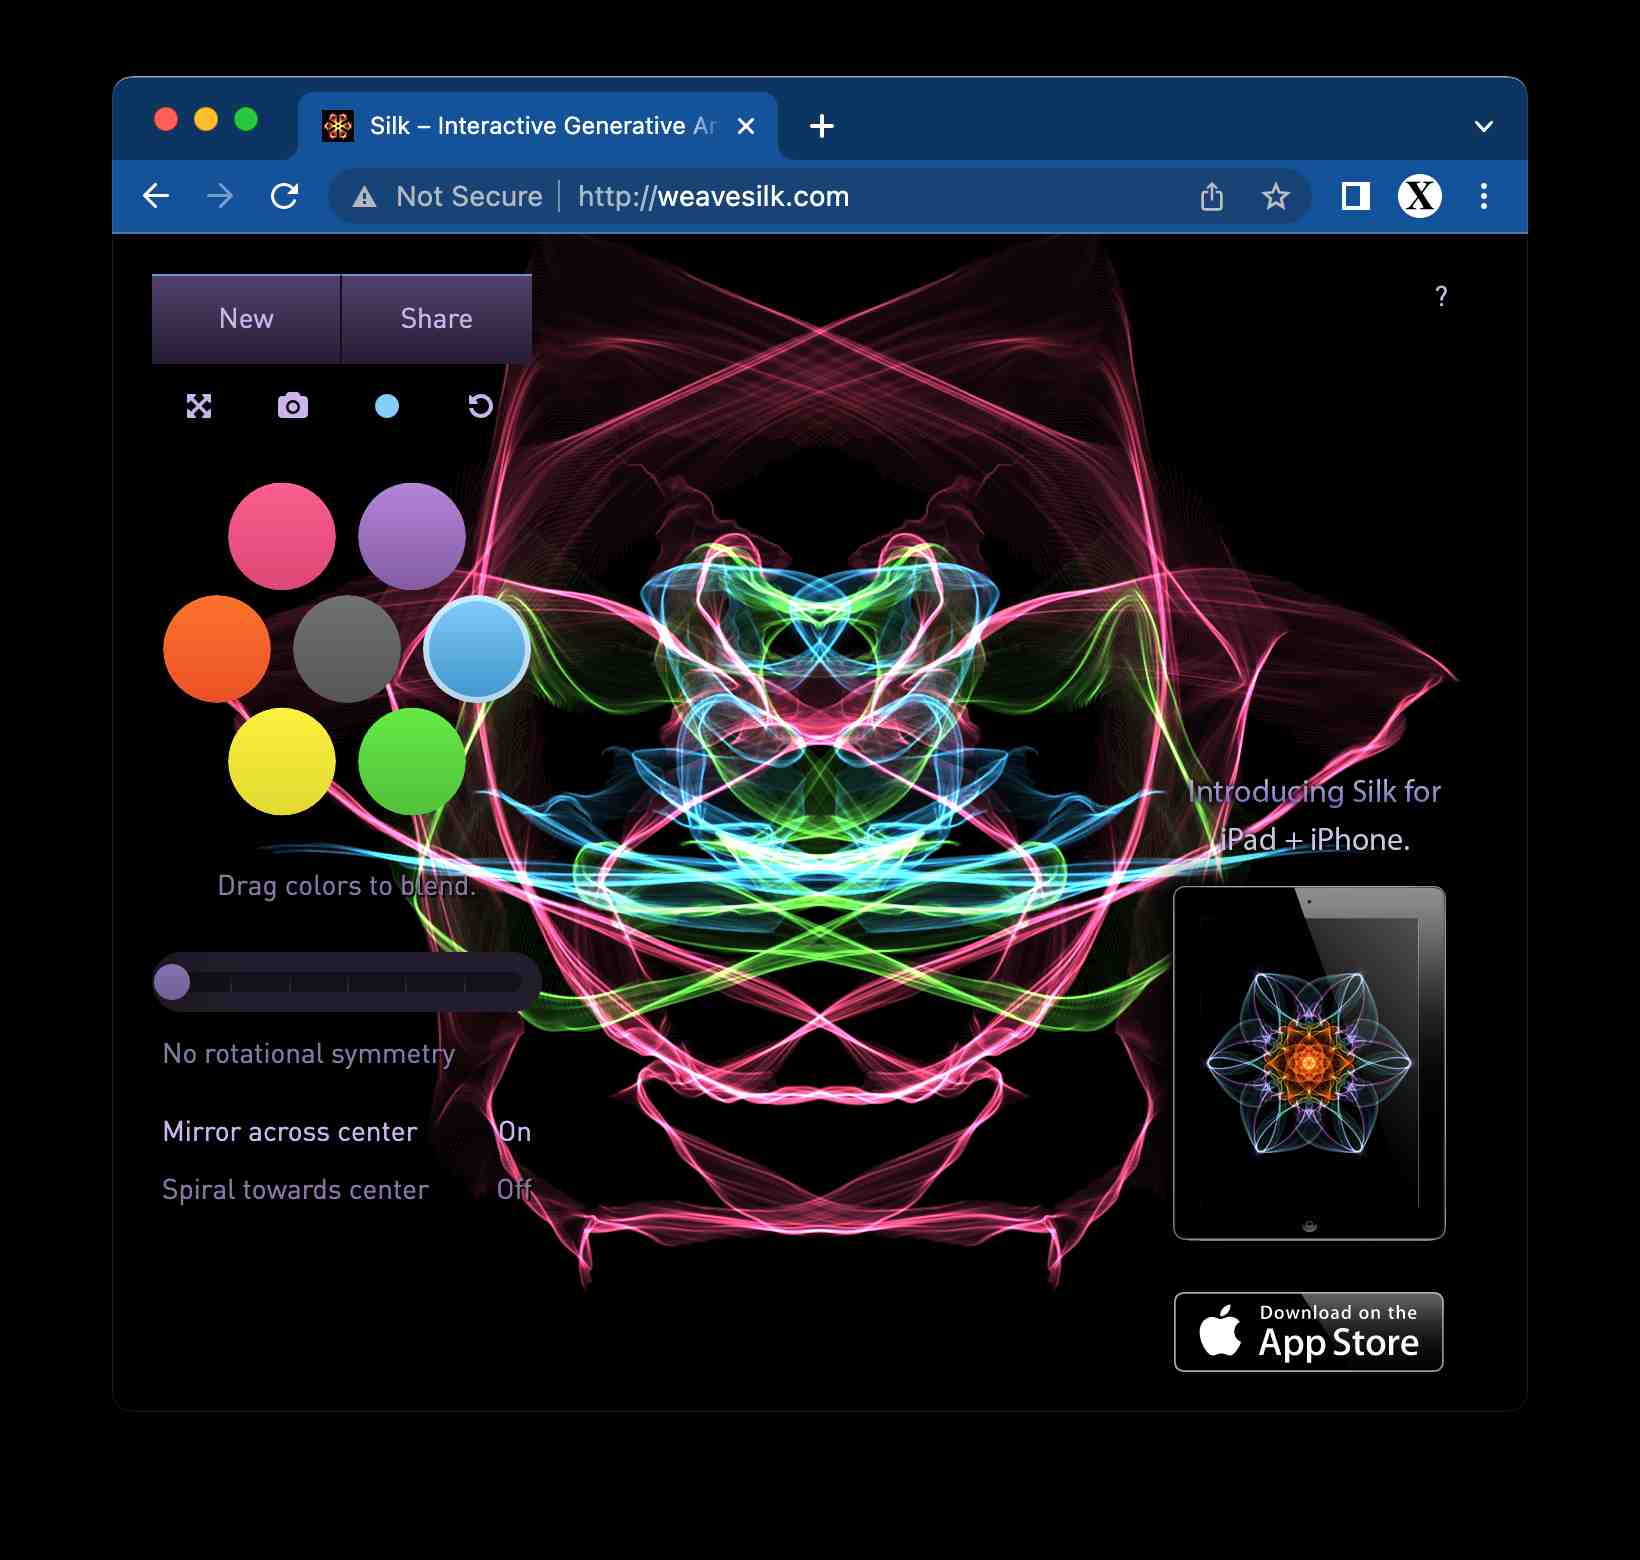 Silk – Interactive Generative Ar
Not Secure | http://weavesilk.com
X
New
Share
?
Drag colors to blend.
No rotational symmetry
Mirror across center On
Spiral towards center Off
Introducing Silk for
iPad + iPhone.
Download on the
App Store